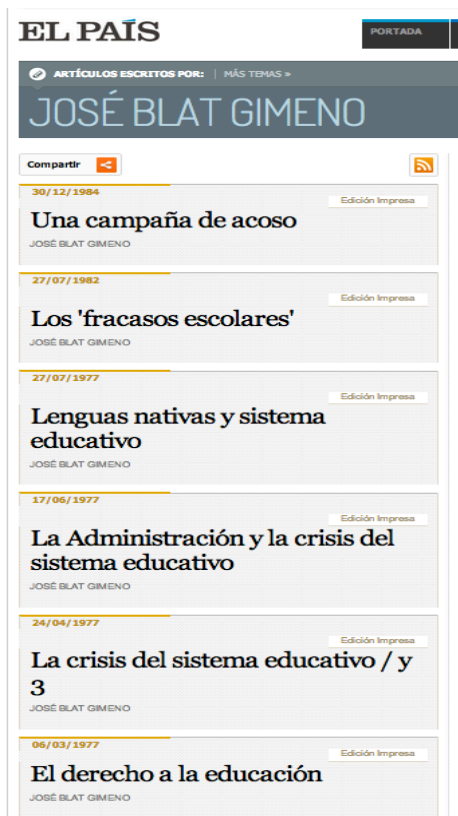 EL PAÍS
PORTADA
ARTÍCULOS ESCRITOS POR: | MÁS TEMAS »
JOSÉ BLAT GIMENO
Compartir
30/12/1984
Edición Impresa
Una campaña de acoso
JOSÉ BLAT GIMENO
27/07/1982
Edición Impresa
Los 'fracasos escolares'
JOSÉ BLAT GIMENO
27/07/1977
Edición Impresa
Lenguas nativas y sistema
educativo
JOSÉ BLAT GIMENO
17/06/1977
Edición Impresa
La Administración y la crisis del
sistema educativo
JOSÉ BLAT GIMENO
24/04/1977
Edición Impresa
La crisis del sistema educativo / y
3
JOSÉ BLAT GIMENO
06/03/1977
Edición Impresa
El derecho a la educación
JOSÉ BLAT GIMENO